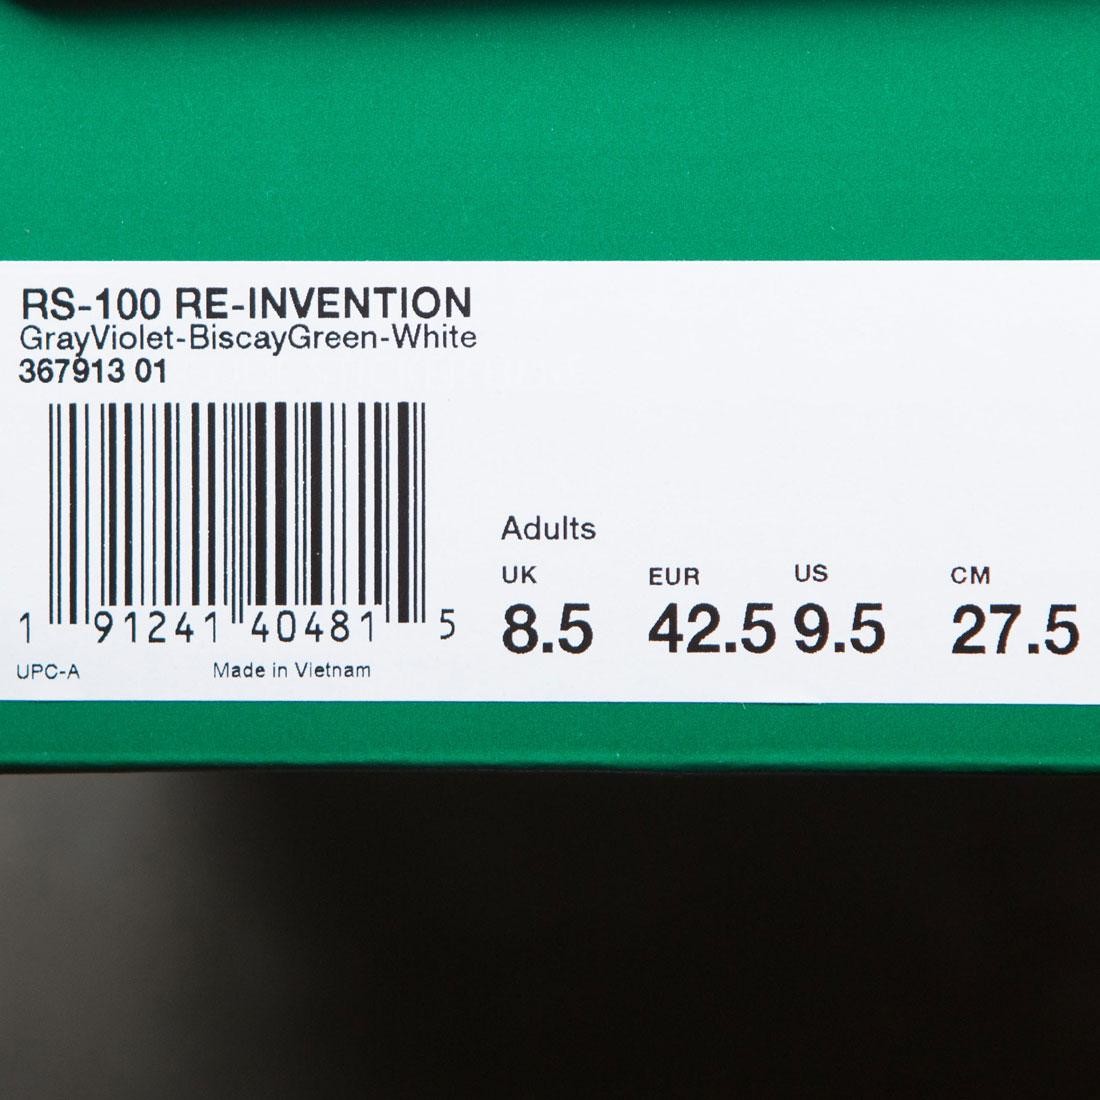 RS-100 RE-INVENTION
GrayViolet-BiscayGreen-White
367913 01
1 91241 40481 5
UPC-A Made in Vietnam
Adults
UK EUR US CM
8.5 42.5 9.5 27.5